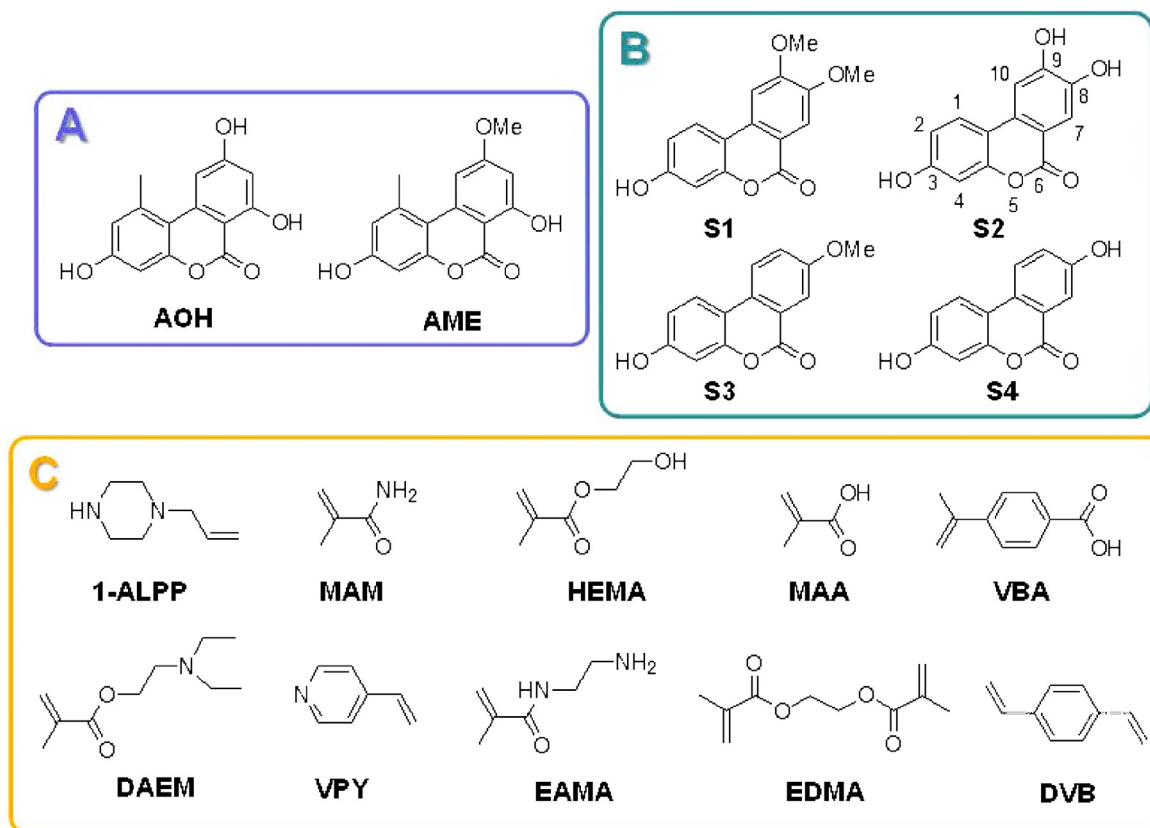 A
OH
OMe
OH
OH
HO
O
O
HO
O
O
AOH
AME
B
OMe
OMe
HO
O
O
S1
OH
OH
9
10
8
1
2
7
HO
3
4
O
5
6
O
S2
OMe
HO
O
O
S3
OH
HO
O
O
S4
C
HN
N
1-ALPP
NH2
O
MAM
OH
O
O
HEMA
OH
O
MAA
O
OH
VBA
N
O
O
DAEM
N
VPY
NH2
HN
O
EAMA
O
O
O
O
EDMA
DVB